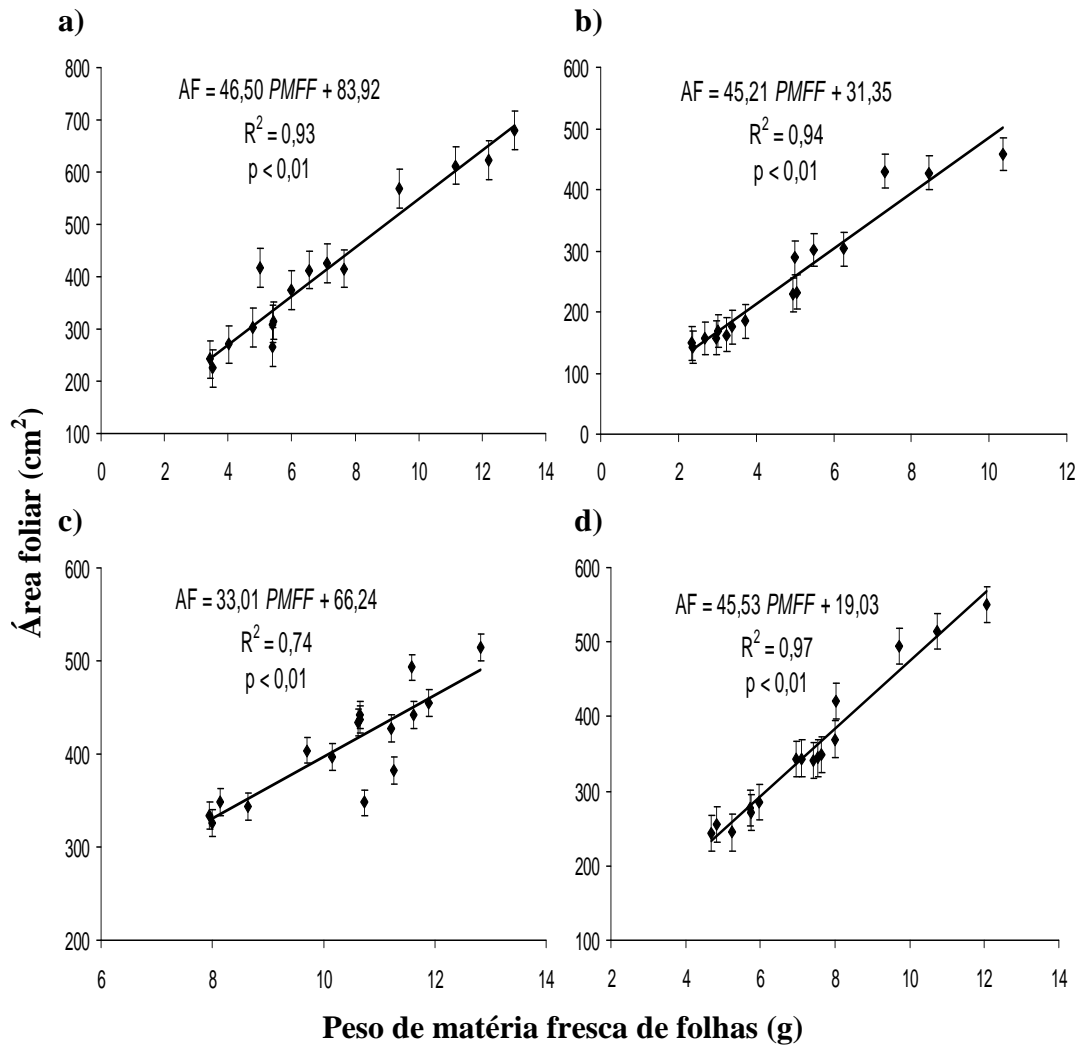 a)
AF = 46,50 PMFF + 83,92
R² = 0,93
p < 0,01
800
700
600
500
400
300
200
100
0 2 4 6 8 10 12 14
b)
AF = 45,21 PMFF + 31,35
R² = 0,94
p < 0,01
600
500
400
300
200
100
0
0 2 4 6 8 10 12
Área foliar (cm²)
c)
AF = 33,01 PMFF + 66,24
R² = 0,74
p < 0,01
600
500
400
300
200
6 8 10 12 14
d)
AF = 45,53 PMFF + 19,03
R² = 0,97
p < 0,01
600
500
400
300
200
100
2 4 6 8 10 12 14
Peso de matéria fresca de folhas (g)